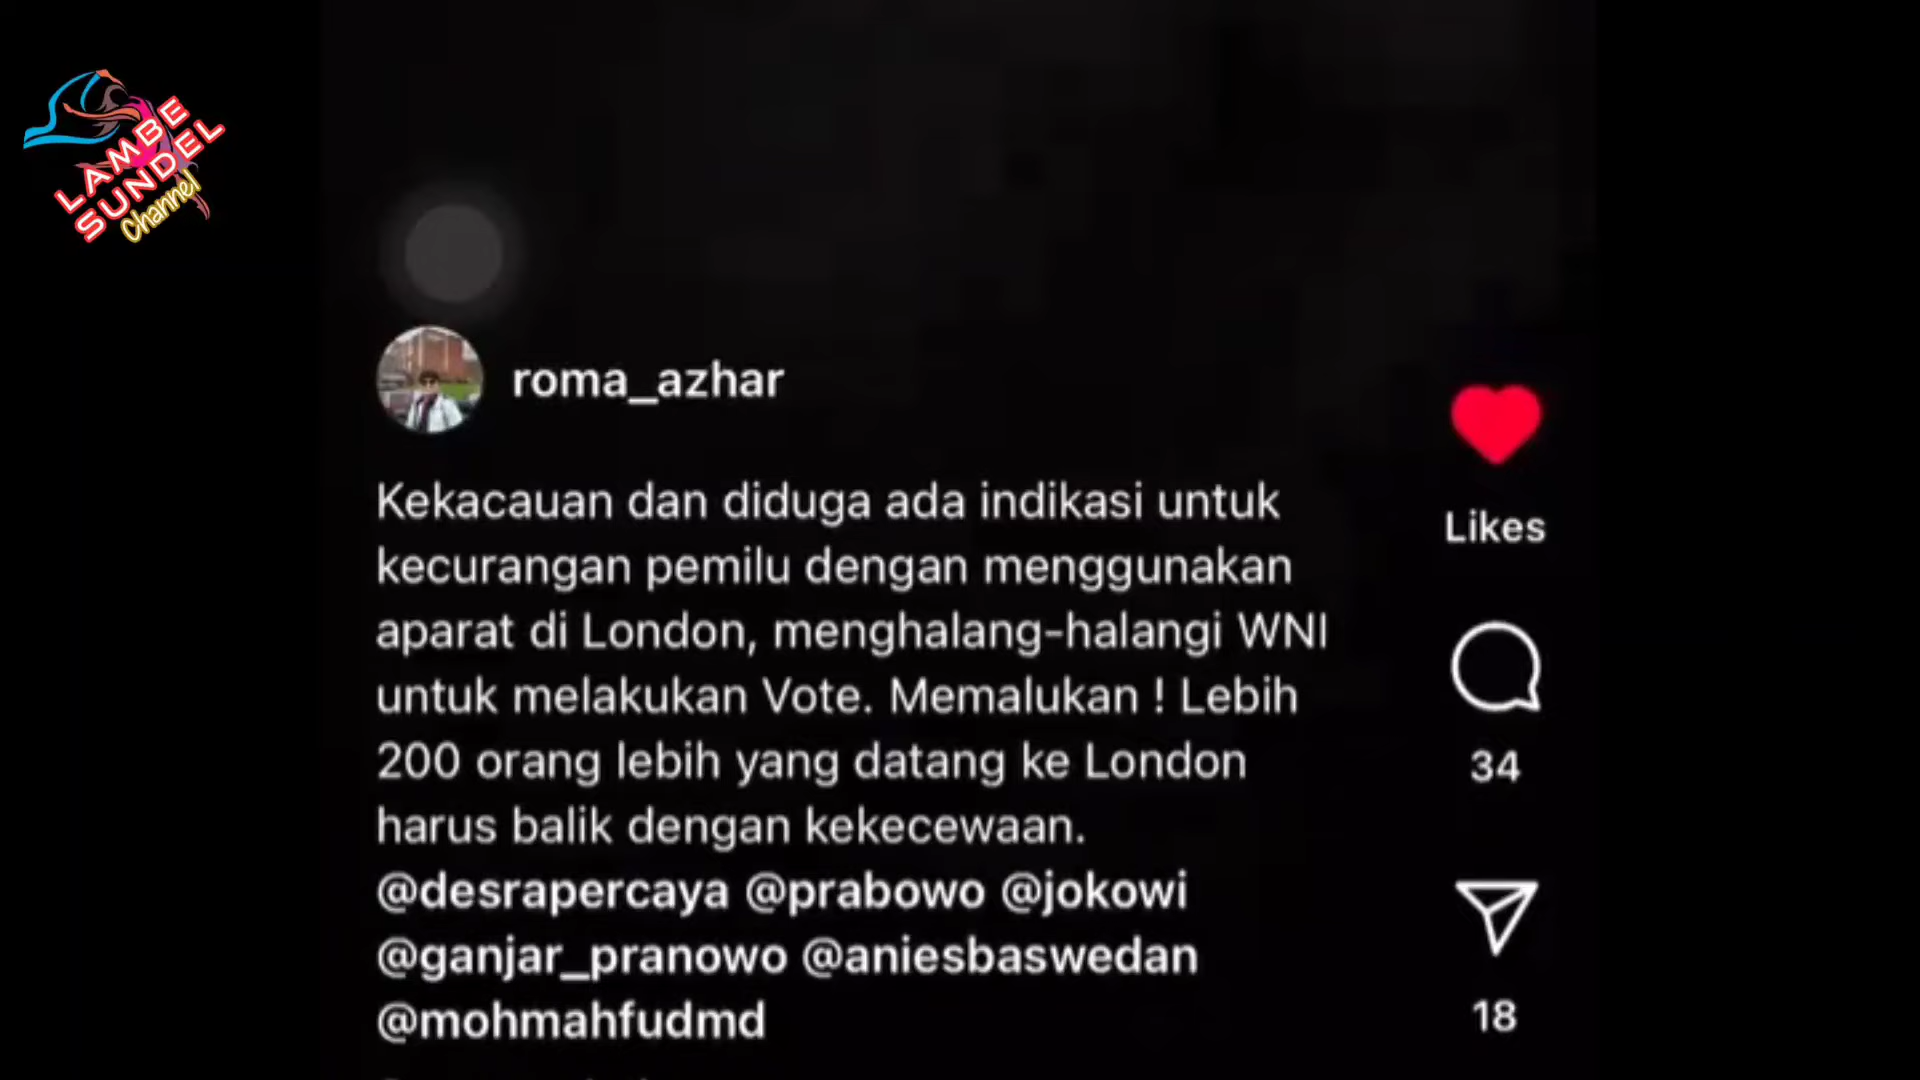 LAMBE
SUNDEL
Channel
roma_azhar
Kekacauan dan diduga ada indikasi untuk
kecurangan pemilu dengan menggunakan
aparat di London, menghalang-halangi WNI
untuk melakukan Vote. Memalukan ! Lebih
200 orang lebih yang datang ke London
harus balik dengan kekecewaan.
@desrapercaya @prabowo @jokowi
@ganjar_pranowo @aniesbaswedan
@mohmahfudmd
Likes
34
18